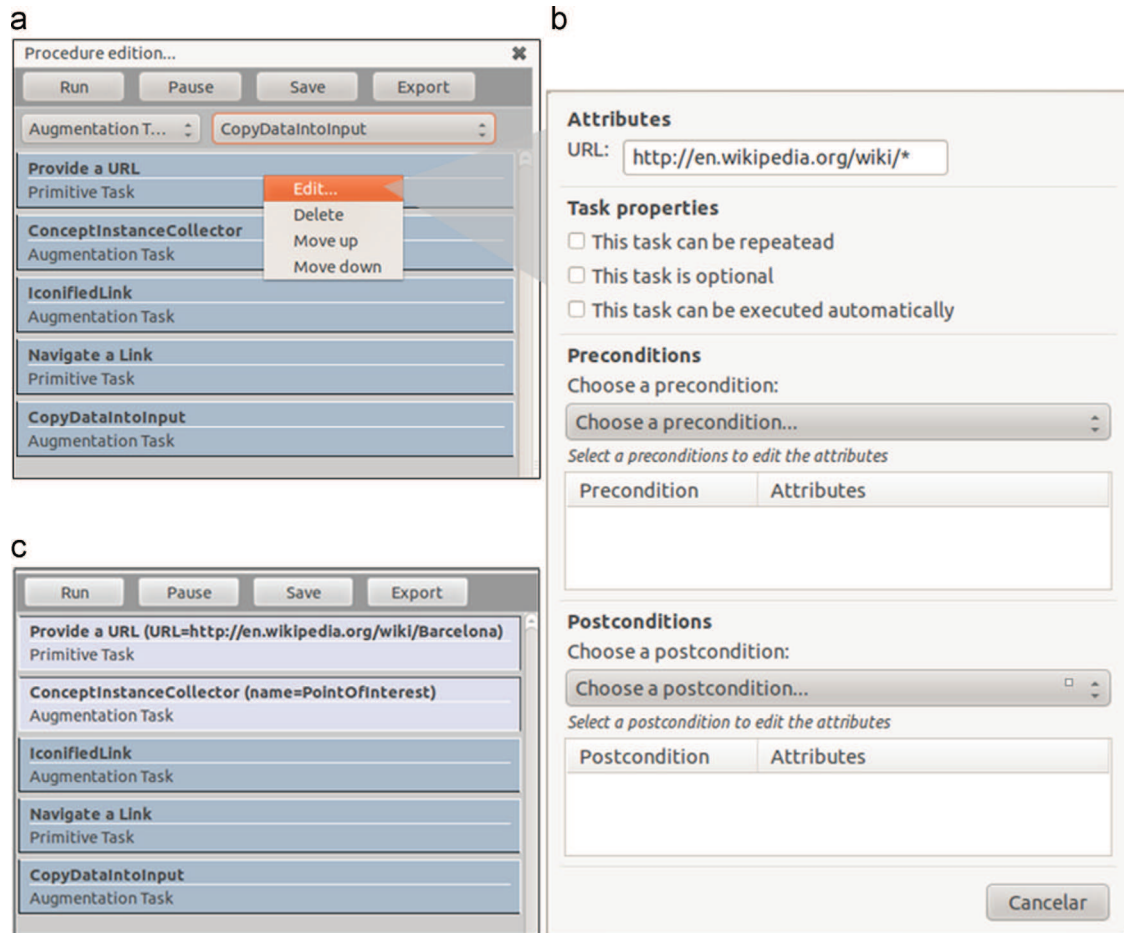 a
Procedure edition... ✖
Run Pause Save Export
Augmentation T... CopyDataIntoInput
Provide a URL
Primitive Task
ConceptInstanceCollector
Augmentation Task
IconifiedLink
Augmentation Task
Navigate a Link
Primitive Task
CopyDataIntoInput
Augmentation Task
Edit...
Delete
Move up
Move down
b
Attributes
URL: http://en.wikipedia.org/wiki/*
Task properties
This task can be repeatead
This task is optional
This task can be executed automatically
Preconditions
Choose a precondition:
Choose a precondition...
Select a preconditions to edit the attributes
Precondition Attributes
Postconditions
Choose a postcondition:
Choose a postcondition...
Select a postcondition to edit the attributes
Postcondition Attributes
Cancelar
c
Run Pause Save Export
Provide a URL (URL=http://en.wikipedia.org/wiki/Barcelona)
Primitive Task
ConceptInstanceCollector (name=PointOfInterest)
Augmentation Task
IconifiedLink
Augmentation Task
Navigate a Link
Primitive Task
CopyDataIntoInput
Augmentation Task